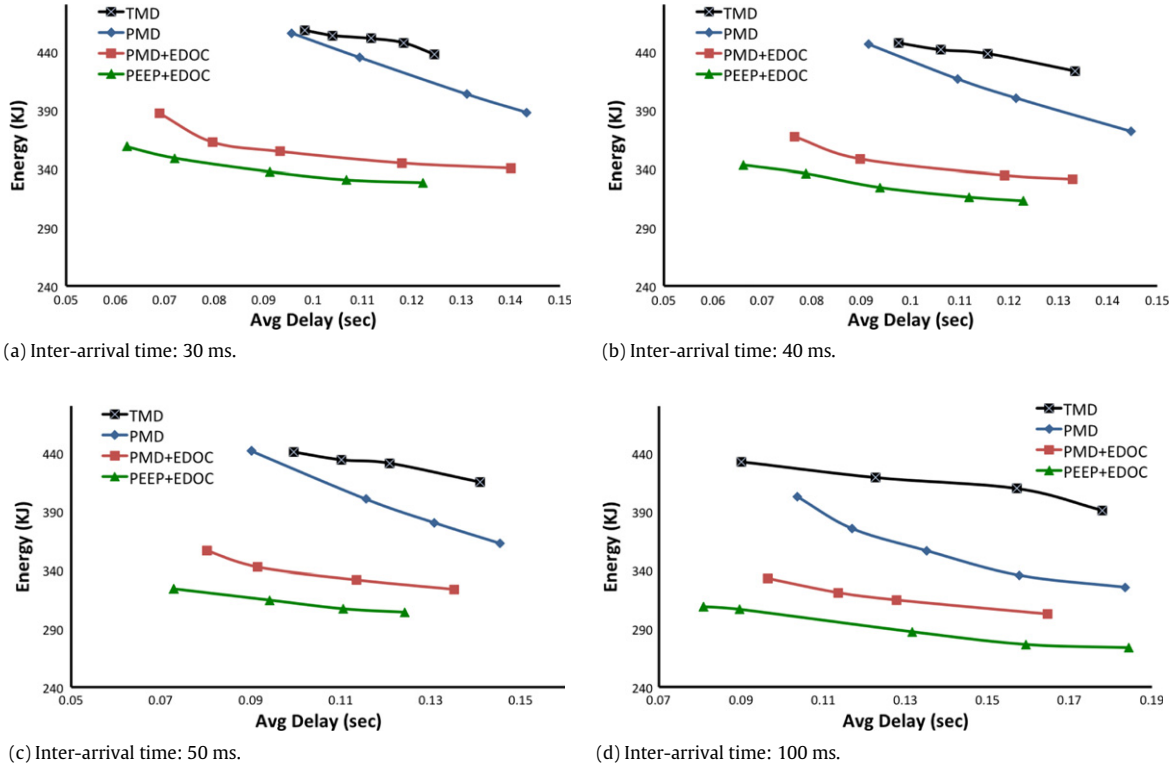 TMD
PMD
PMD+EDOC
PEEP+EDOC
Energy (KJ)
440
390
340
290
240
0.05 0.06 0.07 0.08 0.09 0.1 0.11 0.12 0.13 0.14 0.15
Avg Delay (sec)
(a) Inter-arrival time: 30 ms.
TMD
PMD
PMD+EDOC
PEEP+EDOC
Energy (KJ)
440
390
340
290
240
0.05 0.06 0.07 0.08 0.09 0.1 0.11 0.12 0.13 0.14 0.15
Avg Delay (sec)
(b) Inter-arrival time: 40 ms.
TMD
PMD
PMD+EDOC
PEEP+EDOC
Energy (KJ)
440
390
340
290
240
0.05 0.07 0.09 0.11 0.13 0.15
Avg Delay (sec)
(c) Inter-arrival time: 50 ms.
TMD
PMD
PMD+EDOC
PEEP+EDOC
Energy (KJ)
440
390
340
290
240
0.07 0.09 0.11 0.13 0.15 0.17 0.19
Avg Delay (sec)
(d) Inter-arrival time: 100 ms.